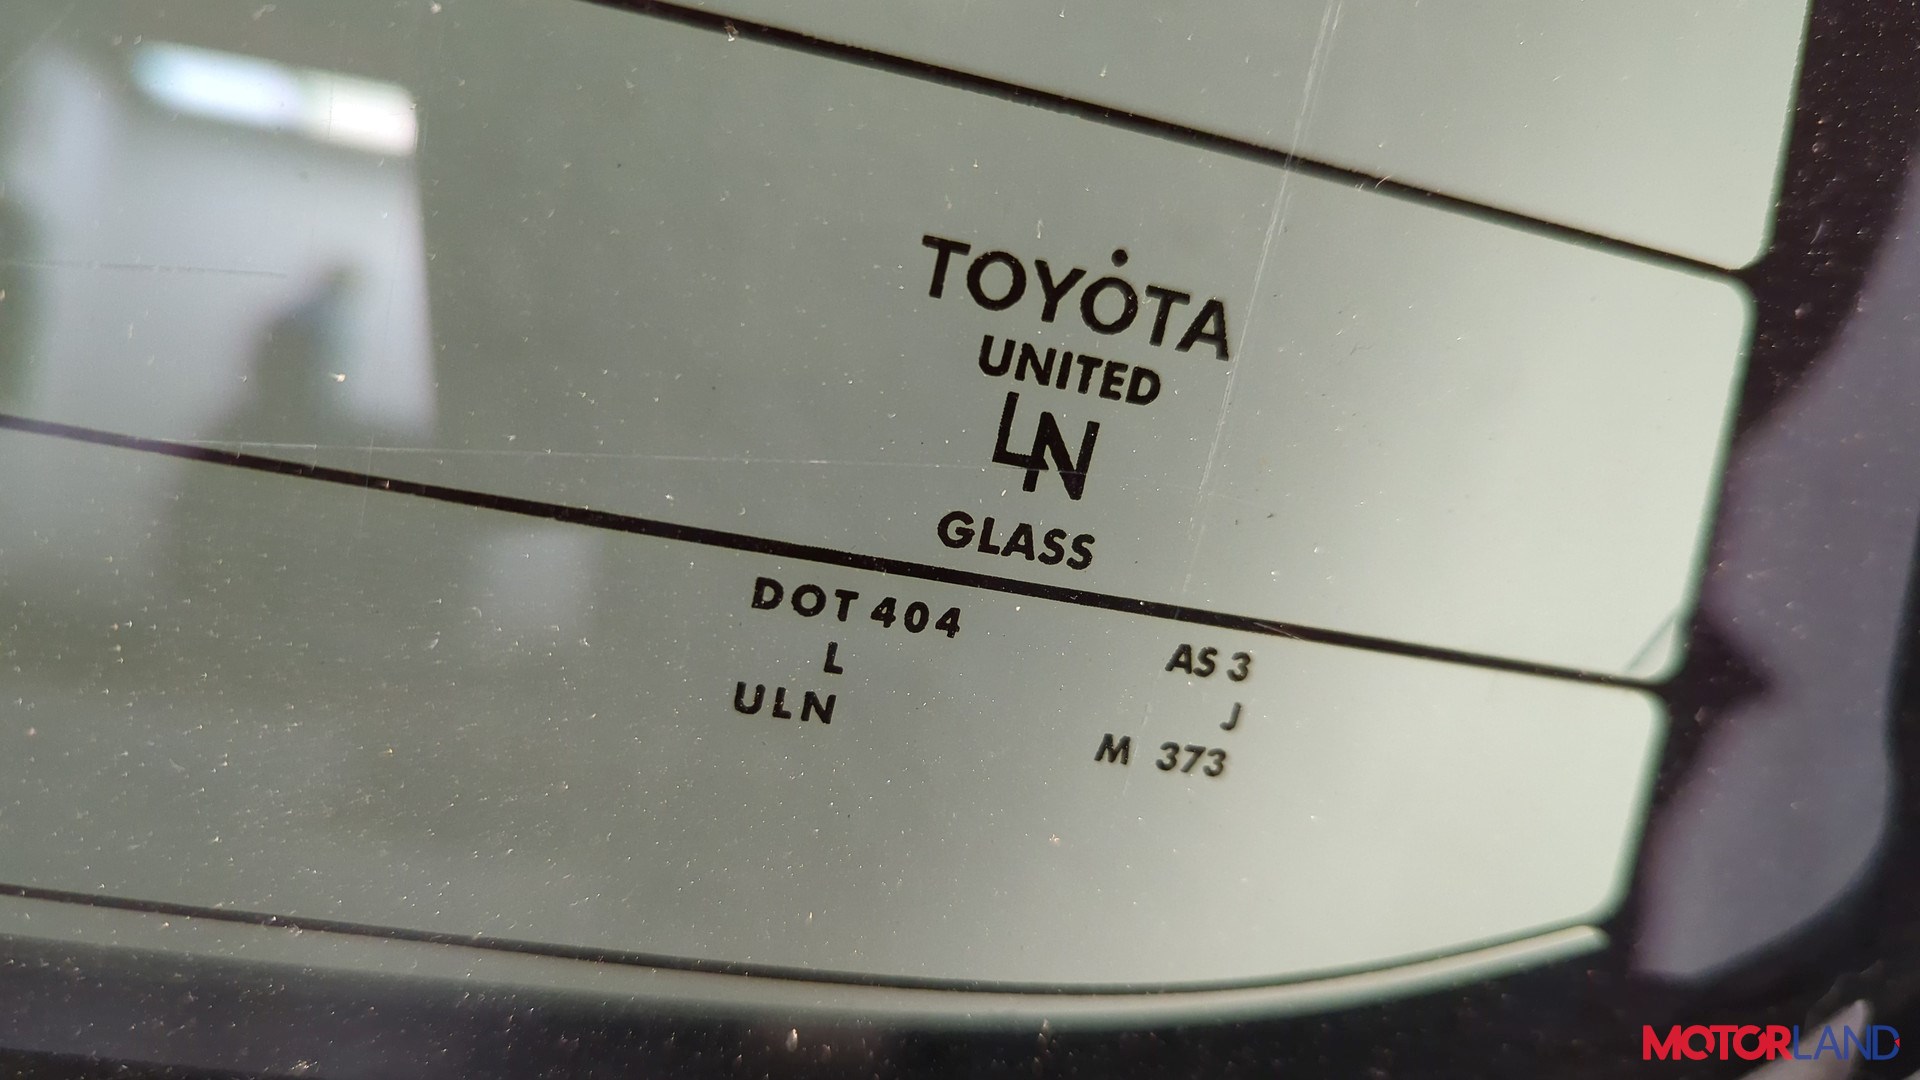 TOYOTA
UNITED
LN
GLASS
DOT 404 AS 3
L J
ULN M 373
MOTORLAND